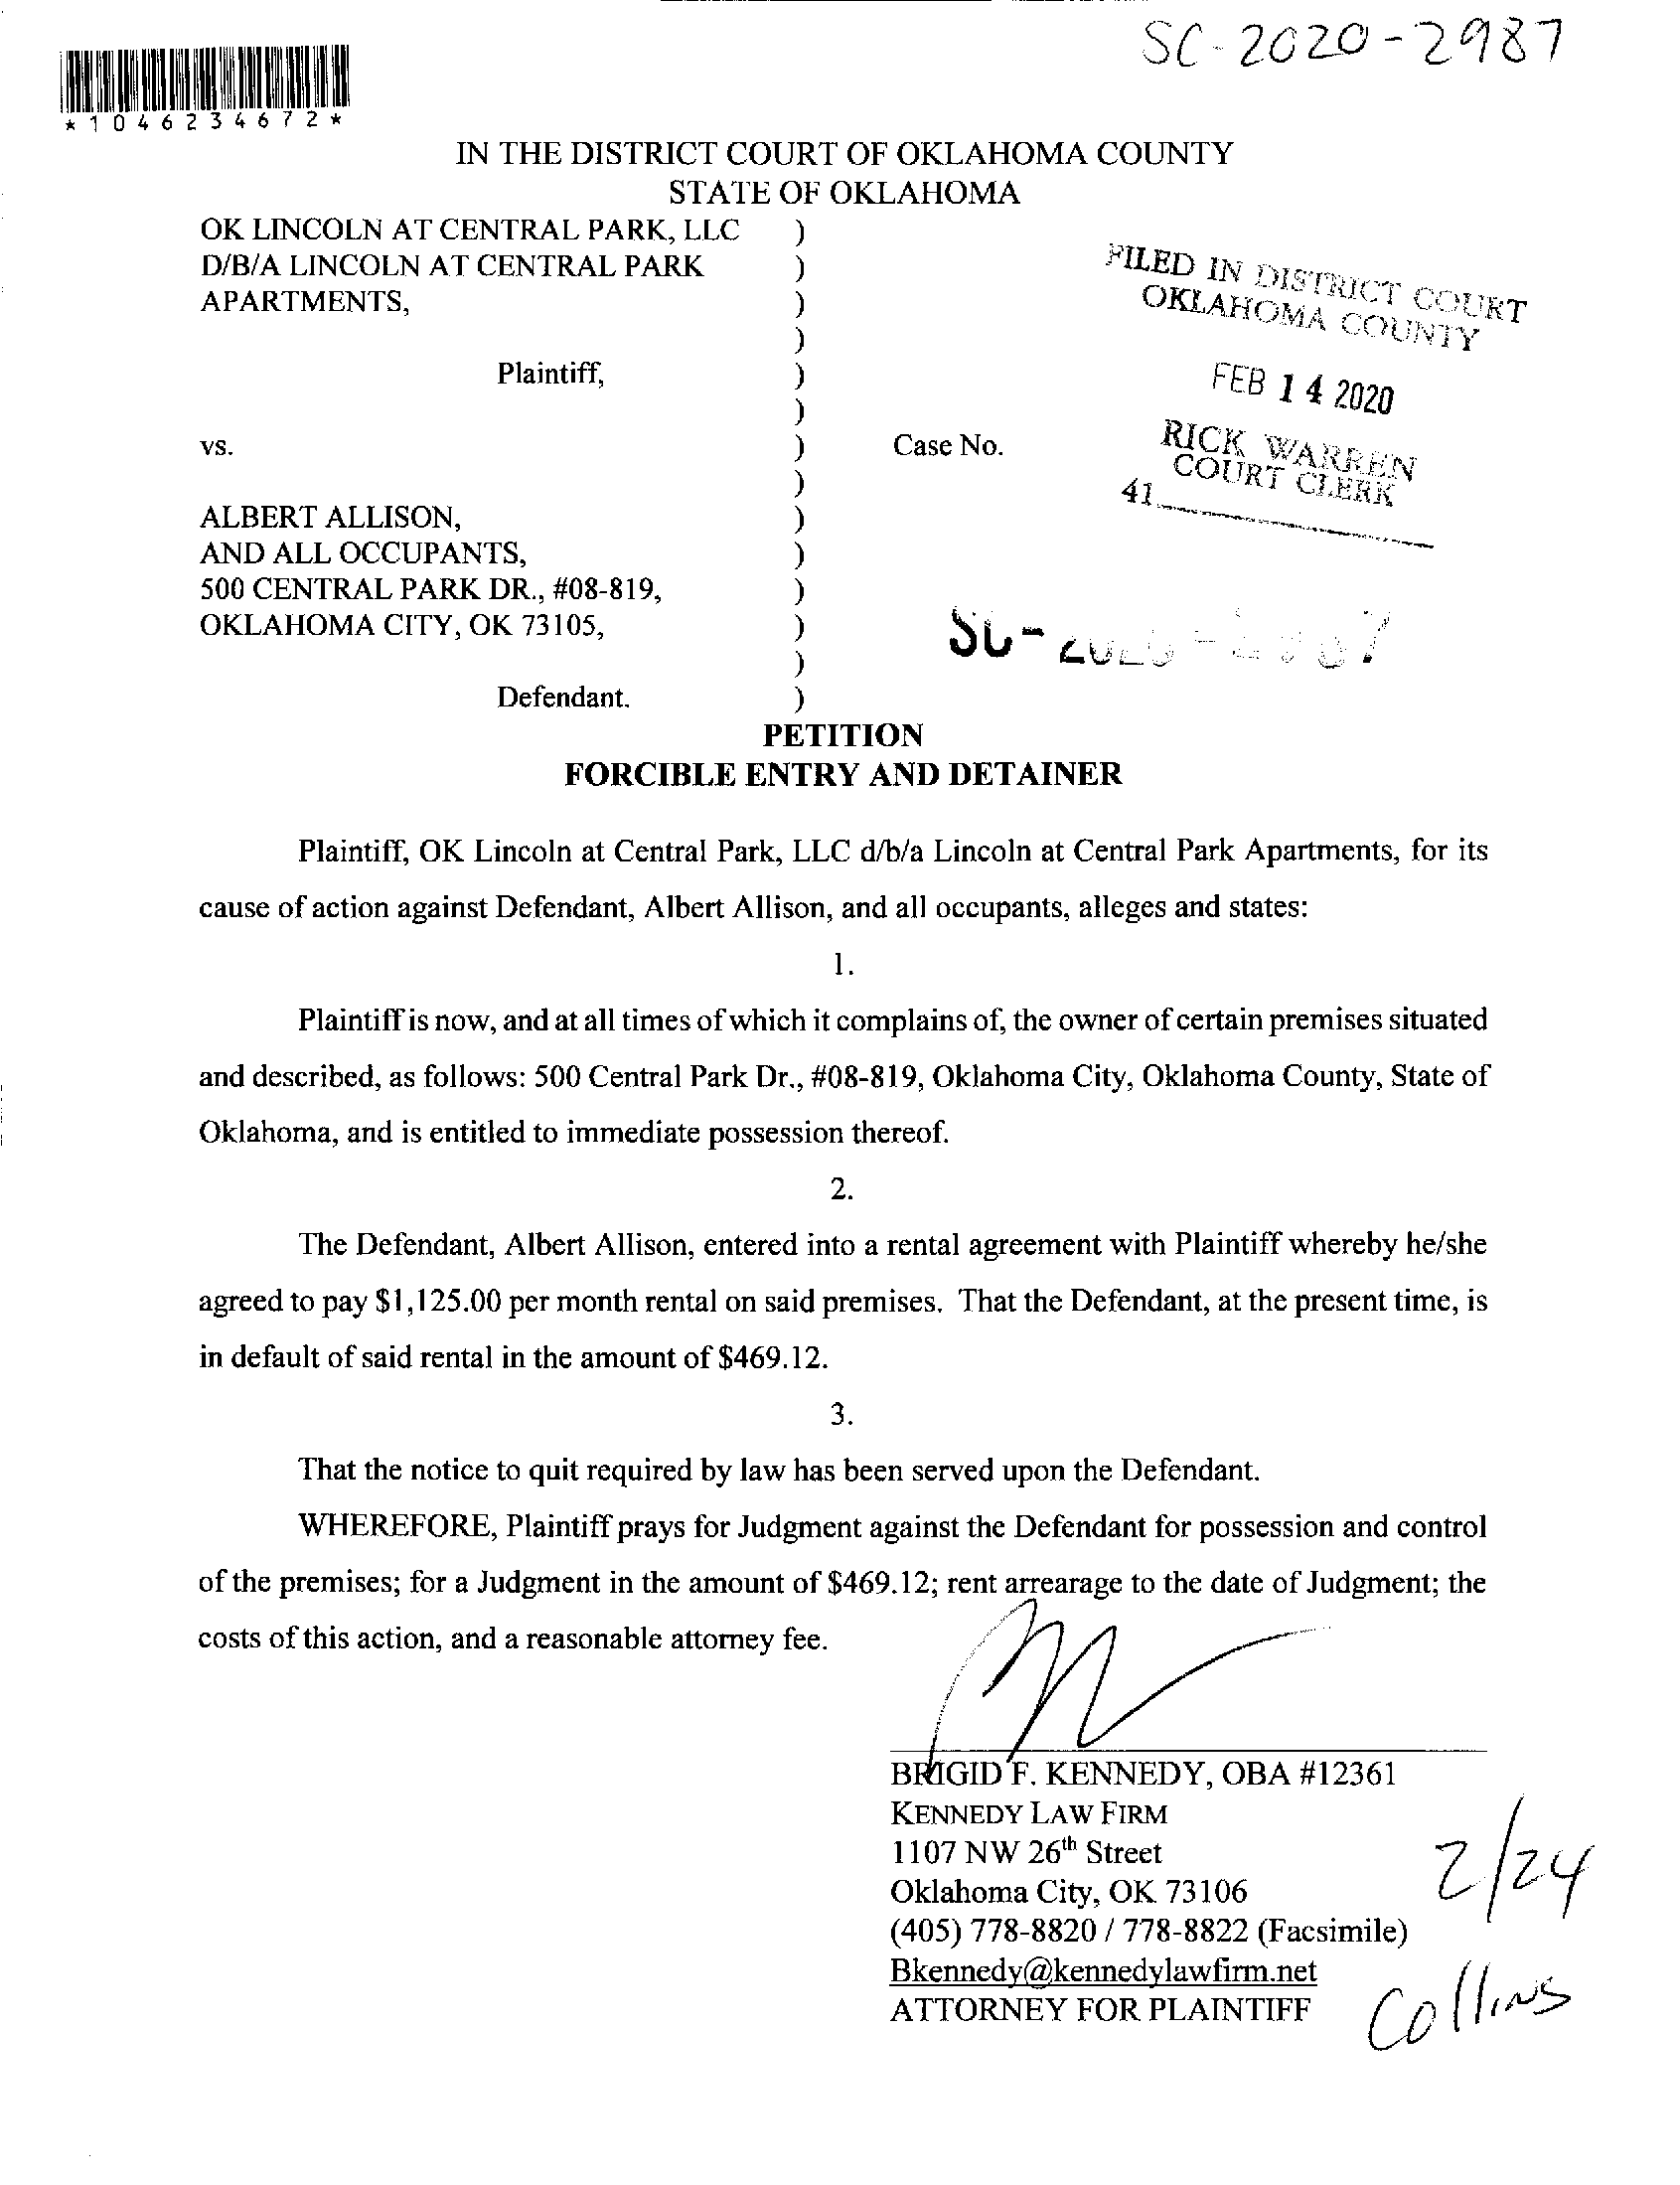 SC-2020-2987
*1046234672*
IN THE DISTRICT COURT OF OKLAHOMA COUNTY
STATE OF OKLAHOMA
OK LINCOLN AT CENTRAL PARK, LLC )
D/B/A LINCOLN AT CENTRAL PARK )
APARTMENTS, )
)
Plaintiff, )
)
vs. ) Case No.
)
ALBERT ALLISON, )
AND ALL OCCUPANTS, )
500 CENTRAL PARK DR., #08-819, )
OKLAHOMA CITY, OK 73105, )
)
Defendant. )
FILED IN DISTRICT COURT
OKLAHOMA COUNTY
FEB 14 2020
RICK WARREN
COURT CLERK
41
SC-2020-2987
PETITION
FORCIBLE ENTRY AND DETAINER
Plaintiff, OK Lincoln at Central Park, LLC d/b/a Lincoln at Central Park Apartments, for its
cause of action against Defendant, Albert Allison, and all occupants, alleges and states:
1.
Plaintiff is now, and at all times of which it complains of, the owner of certain premises situated
and described, as follows: 500 Central Park Dr., #08-819, Oklahoma City, Oklahoma County, State of
Oklahoma, and is entitled to immediate possession thereof.
2.
The Defendant, Albert Allison, entered into a rental agreement with Plaintiff whereby he/she
agreed to pay $1,125.00 per month rental on said premises. That the Defendant, at the present time, is
in default of said rental in the amount of $469.12.
3.
That the notice to quit required by law has been served upon the Defendant.
WHEREFORE, Plaintiff prays for Judgment against the Defendant for possession and control
of the premises; for a Judgment in the amount of $469.12; rent arrearage to the date of Judgment; the
costs of this action, and a reasonable attorney fee.
BRIGID F. KENNEDY, OBA #12361
KENNEDY LAW FIRM
1107 NW 26th Street
Oklahoma City, OK 73106
(405) 778-8820 / 778-8822 (Facsimile)
Bkennedy@kennedylawfirm.net
ATTORNEY FOR PLAINTIFF
2/24
Collins